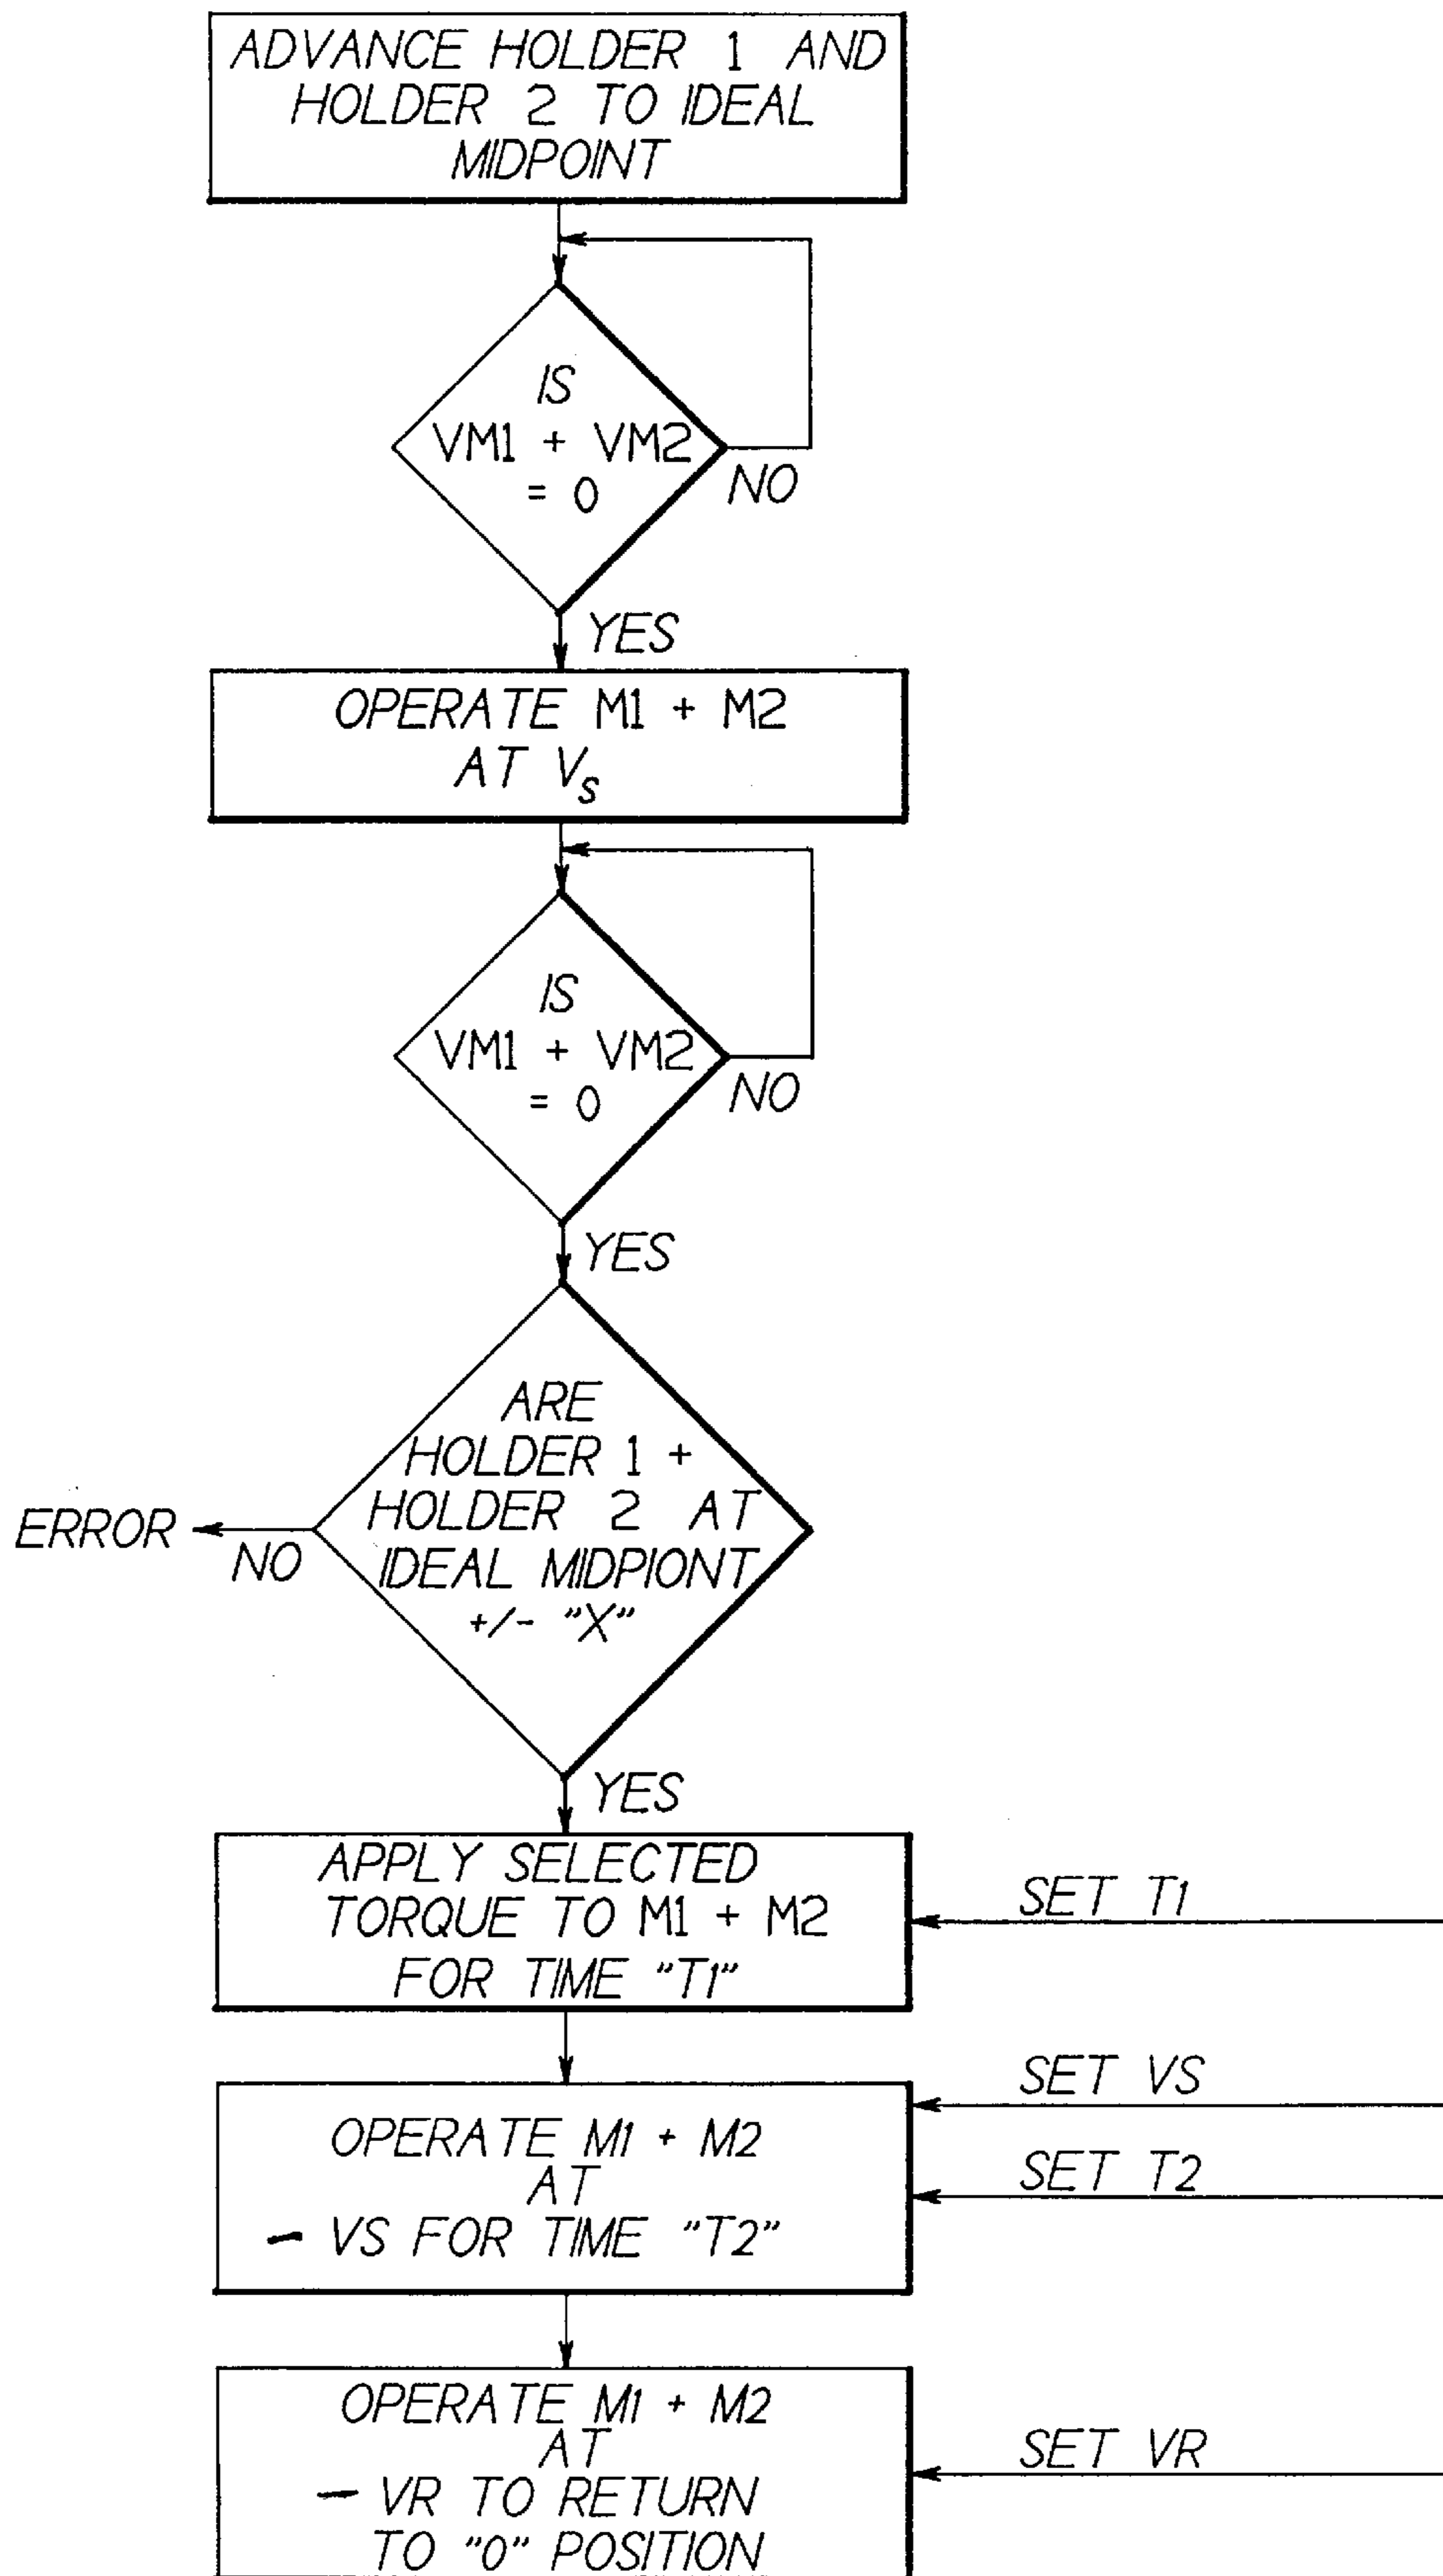 ADVANCE HOLDER 1 AND
HOLDER 2 TO IDEAL
MIDPOINT
IS
VM1 + VM2
= 0
NO
YES
OPERATE M1 + M2
AT Vs
IS
VM1 + VM2
= 0
NO
YES
ARE
HOLDER 1 +
HOLDER 2 AT
IDEAL MIDPIONT
+/- "X"
ERROR
NO
YES
APPLY SELECTED
TORQUE TO M1 + M2
FOR TIME "T1"
SET T1
OPERATE M1 + M2
AT
- VS FOR TIME "T2"
SET VS
SET T2
OPERATE M1 + M2
AT
- VR TO RETURN
TO "0" POSITION
SET VR